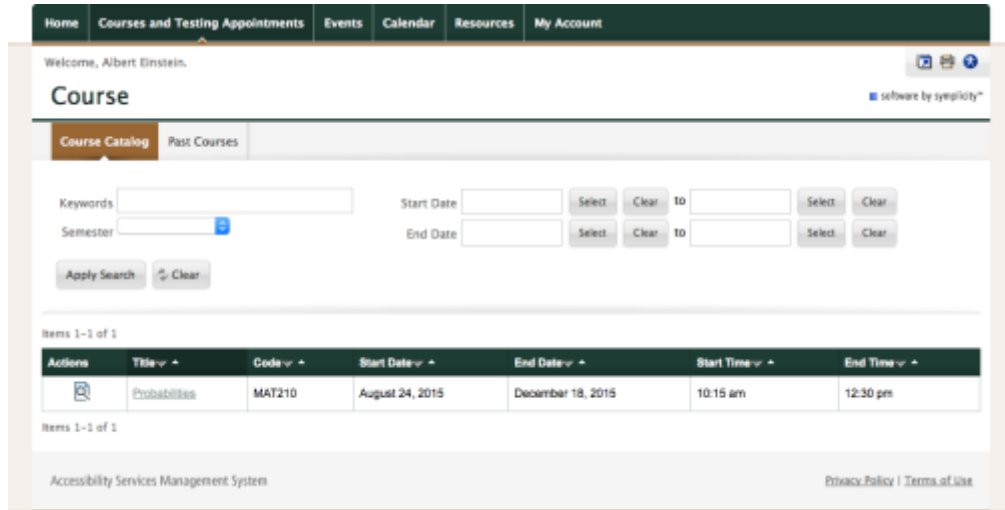 Home Courses and Testing Appointments Events Calendar Resources My Account
Welcome, Albert Einstein.
Course
software by symplicity™
Course Catalog Past Courses
Keywords Start Date Select Clear to Select Clear
Semester End Date Select Clear to Select Clear
Apply Search Clear
Items 1-1 of 1
Actions Title Code Start Date End Date Start Time End Time
Probabilities MAT210 August 24, 2015 December 18, 2015 10:15 am 12:30 pm
Items 1-1 of 1
Accessibility Services Management System Privacy Policy | Terms of Use